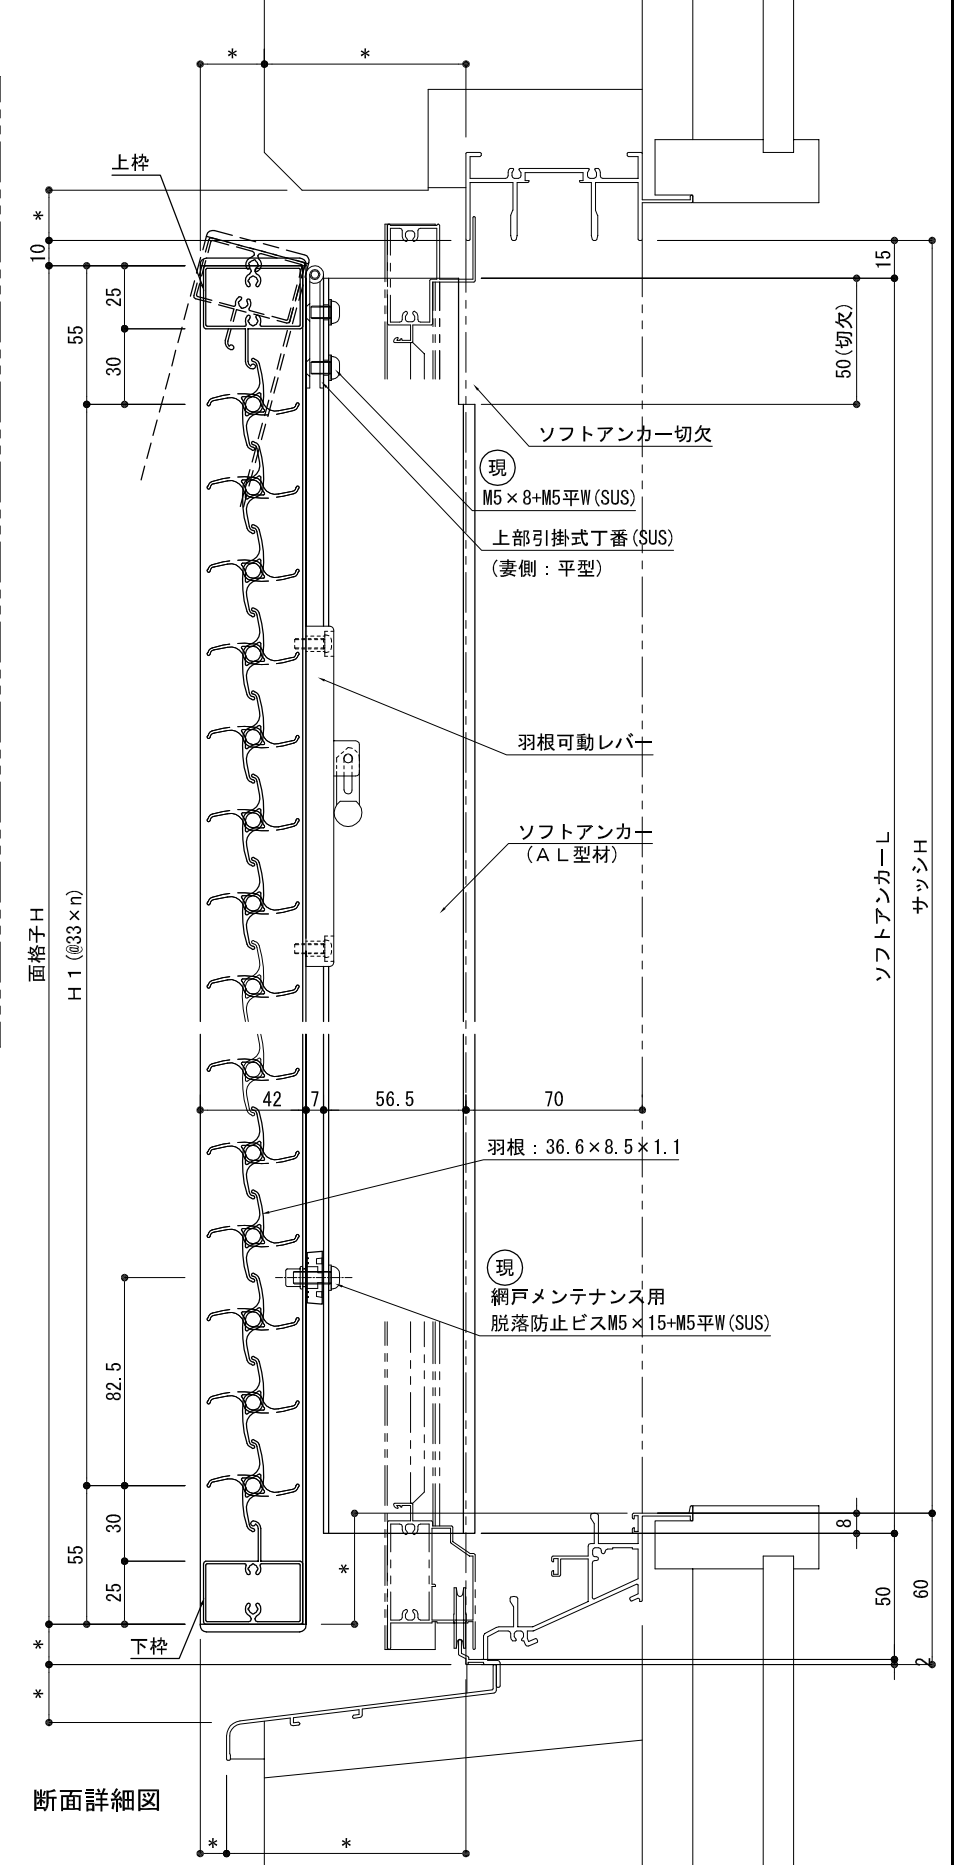 * *
上枠
*
10
15
25
55
30
50(切欠)
ソフトアンカー切欠
現
M5×8+M5平W(SUS)
上部引掛式丁番(SUS)
(妻側：平型)
羽根可動レバー
ソフトアンカー
(ＡＬ型材)
面格子H
H1(@33×n)
ソフトアンカーL
サッシH
42 7 56.5 70
羽根：36.6×8.5×1.1
現
網戸メンテナンス用
脱落防止ビスM5×15+M5平W(SUS)
82.5
30
55
25
*
8
50
60
2
下枠
*
*
断面詳細図
* *